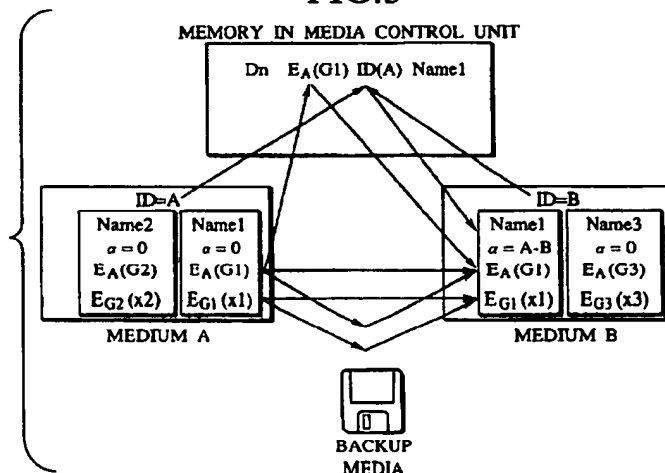 FIG.5
MEMORY IN MEDIA CONTROL UNIT
Dn E_A(G1) ID(A) Name1
ID=A
Name2
α = 0
E_A(G2)
E_G2(x2)
Name1
α = 0
E_A(G1)
E_G1(x1)
MEDIUM A
ID=B
Name1
α = A-B
E_A(G1)
E_G1(x1)
Name3
α = 0
E_A(G3)
E_G3(x3)
MEDIUM B
BACKUP
MEDIA